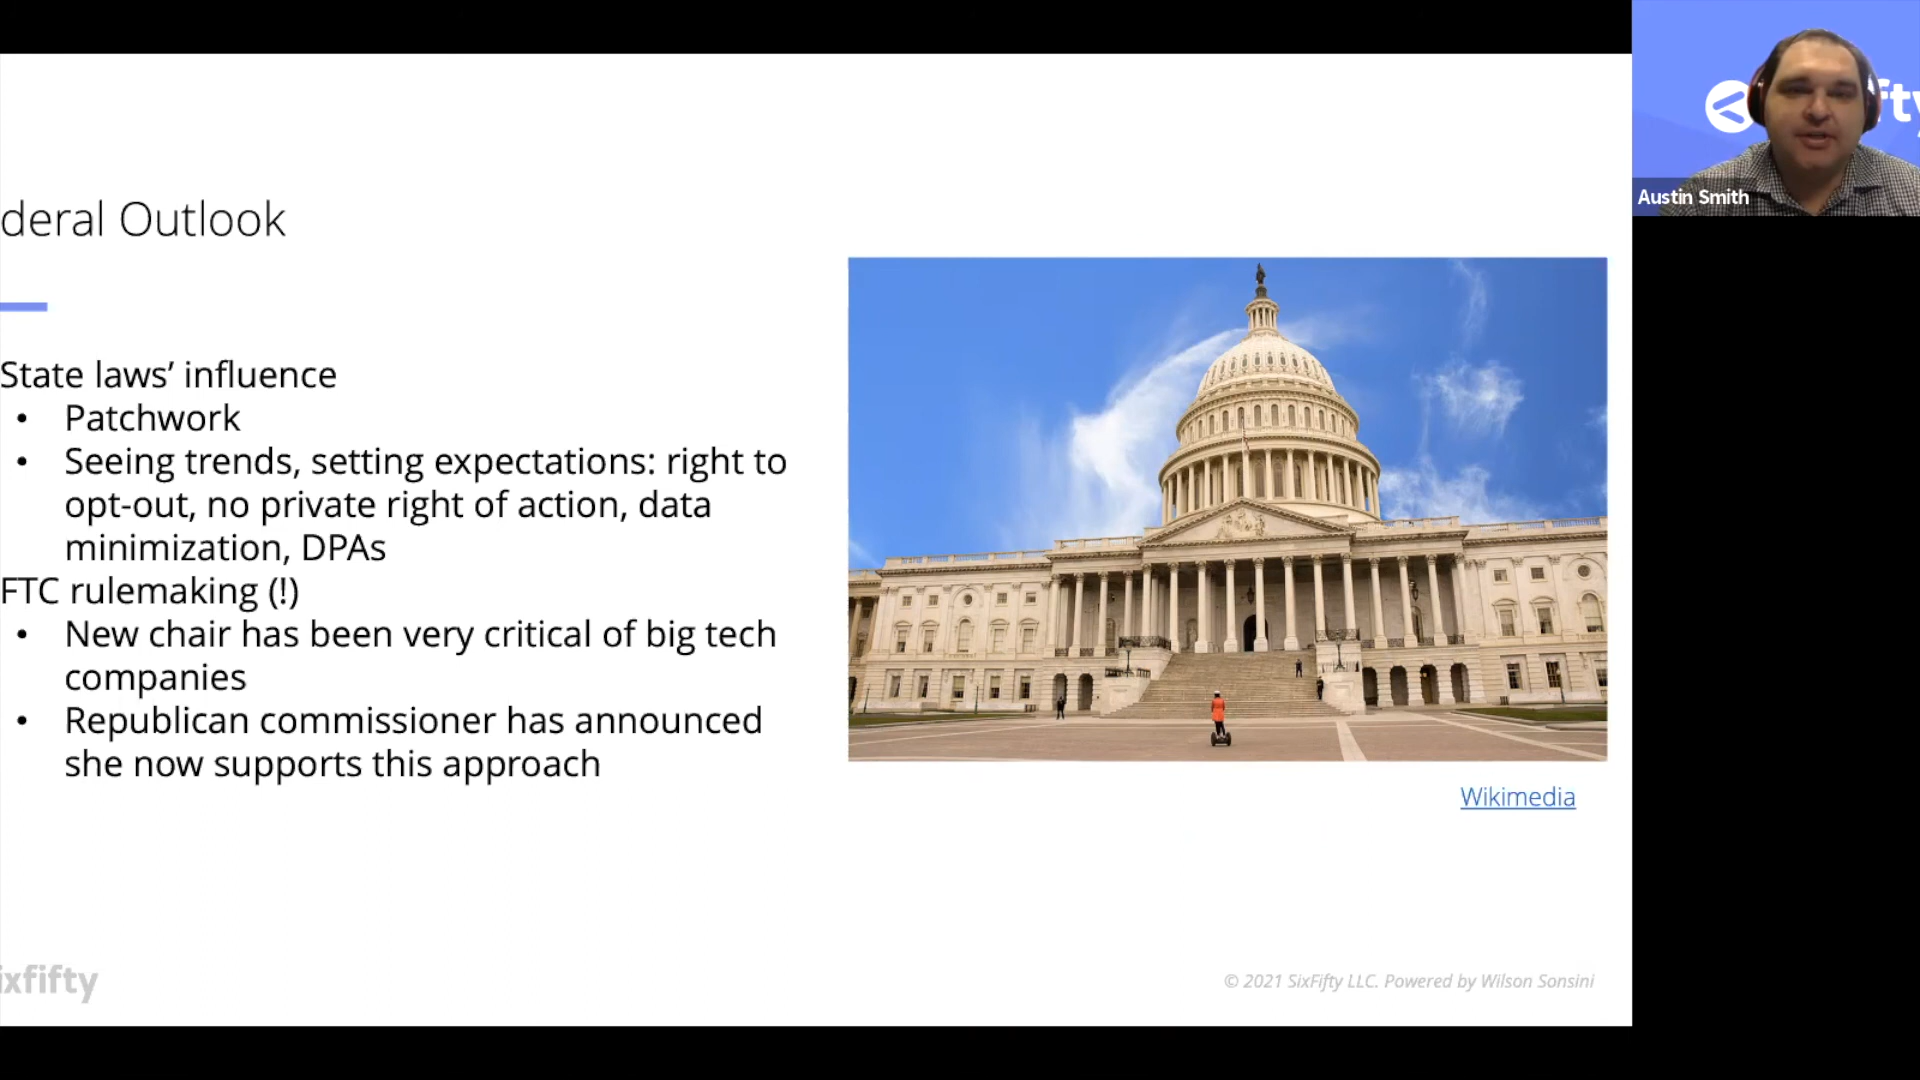 deral Outlook
State laws’ influence
• Patchwork
• Seeing trends, setting expectations: right to
opt-out, no private right of action, data
minimization, DPAs
FTC rulemaking (!)
• New chair has been very critical of big tech
companies
• Republican commissioner has announced
she now supports this approach
Wikimedia
ixfifty
© 2021 SixFifty LLC. Powered by Wilson Sonsini
fty
Austin Smith